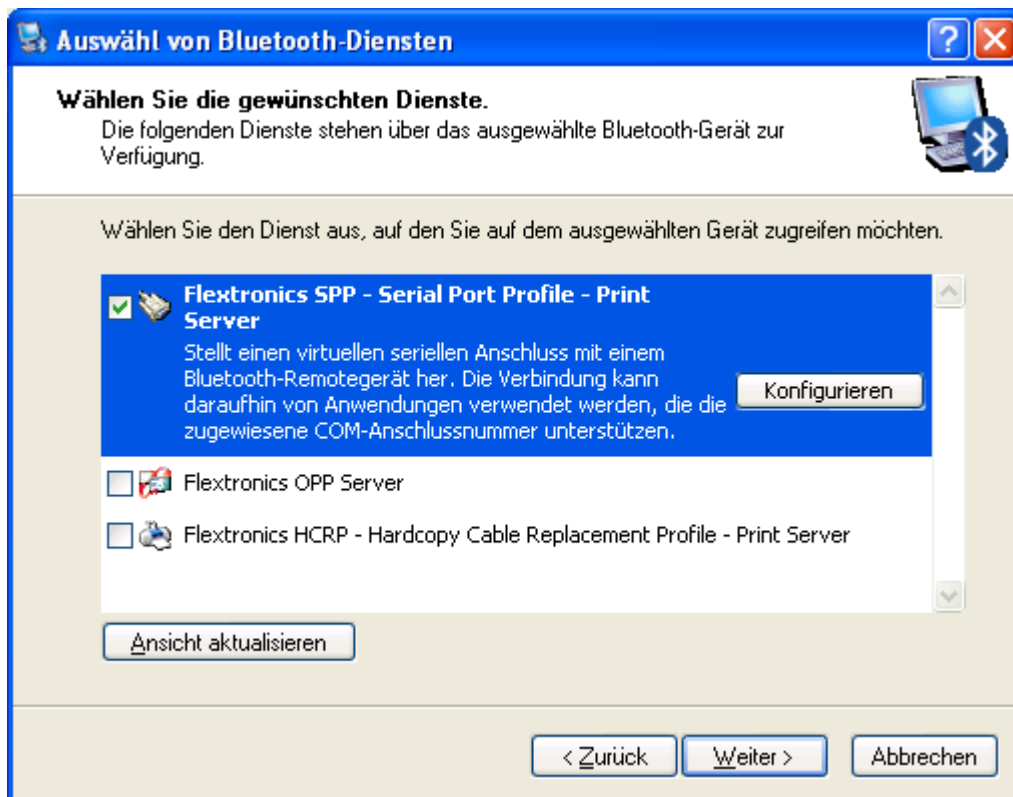 Auswähl von Bluetooth-Diensten
Wählen Sie die gewünschten Dienste.
Die folgenden Dienste stehen über das ausgewählte Bluetooth-Gerät zur
Verfügung.
Wählen Sie den Dienst aus, auf den Sie auf dem ausgewählten Gerät zugreifen möchten.
Flextronics SPP - Serial Port Profile - Print
Server
Stellt einen virtuellen seriellen Anschluss mit einem
Bluetooth-Remotegerät her. Die Verbindung kann
daraufhin von Anwendungen verwendet werden, die die
zugewiesene COM-Anschlussnummer unterstützen.
Konfigurieren
Flextronics OPP Server
Flextronics HCRP - Hardcopy Cable Replacement Profile - Print Server
Ansicht aktualisieren
< Zurück
Weiter >
Abbrechen